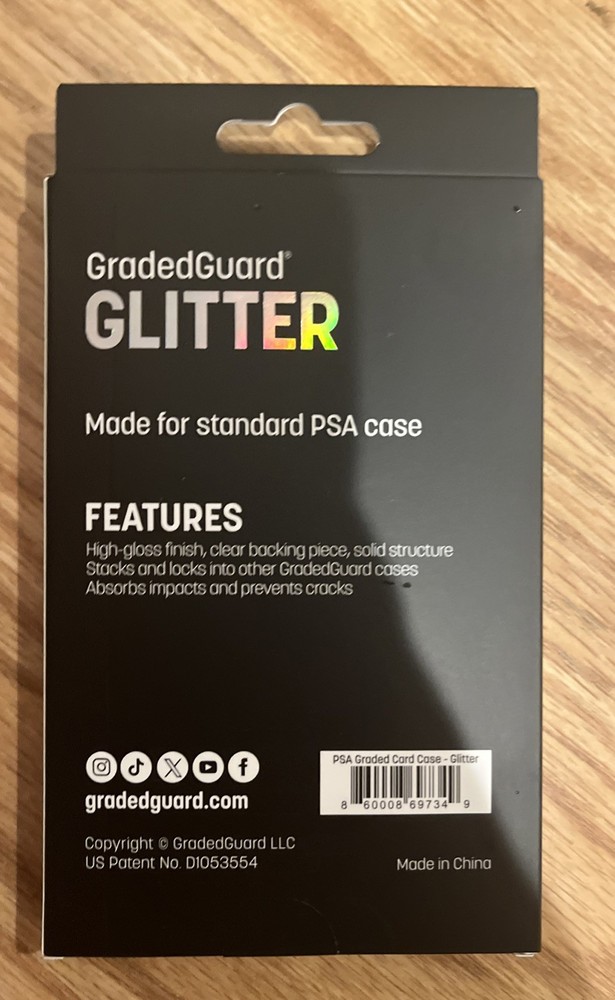 GradedGuard®
GLITTER
Made for standard PSA case
FEATURES
High-gloss finish, clear backing piece, solid structure
Stacks and locks into other GradedGuard cases
Absorbs impacts and prevents cracks
gradedguard.com
PSA Graded Card Case - Glitter
8 60008 69734 9
Copyright © GradedGuard LLC
US Patent No. D1053554
Made in China